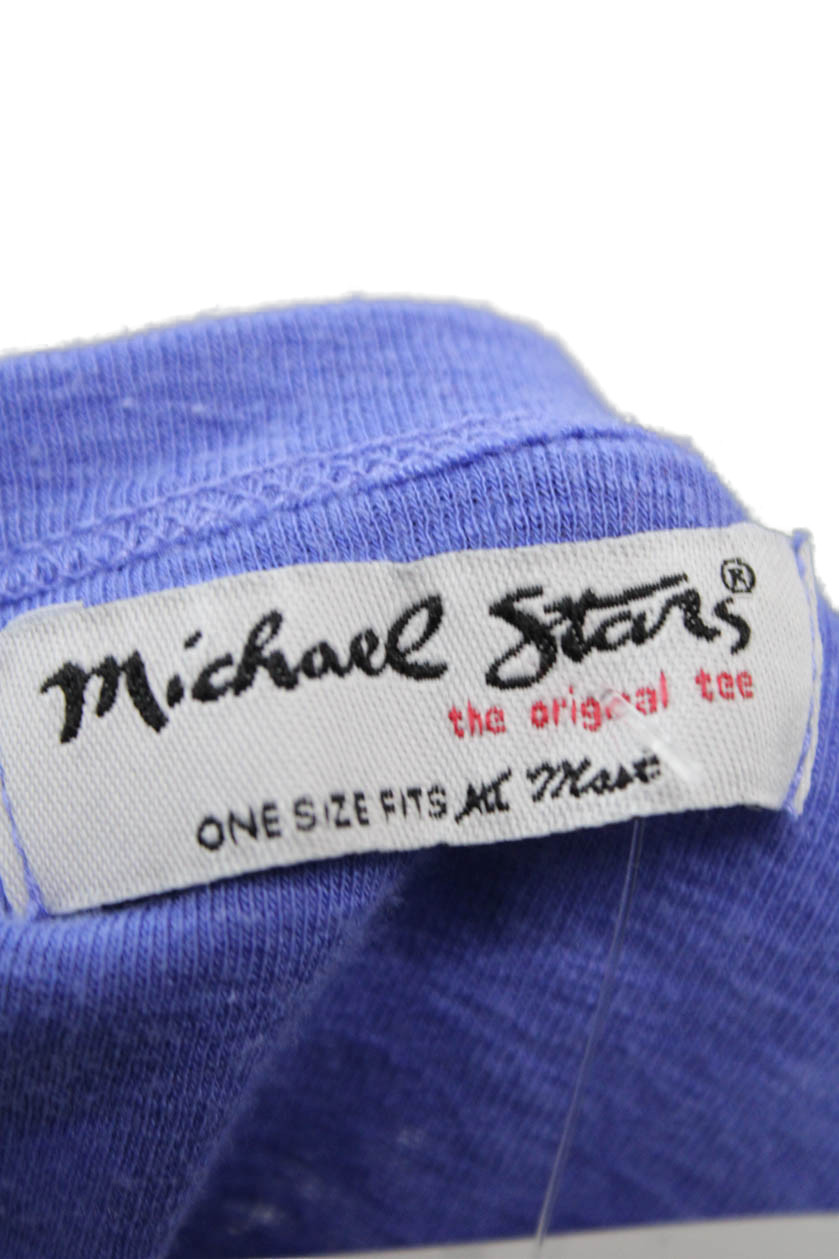 Michael Stars®
the original tee
ONE SIZE FITS All Most